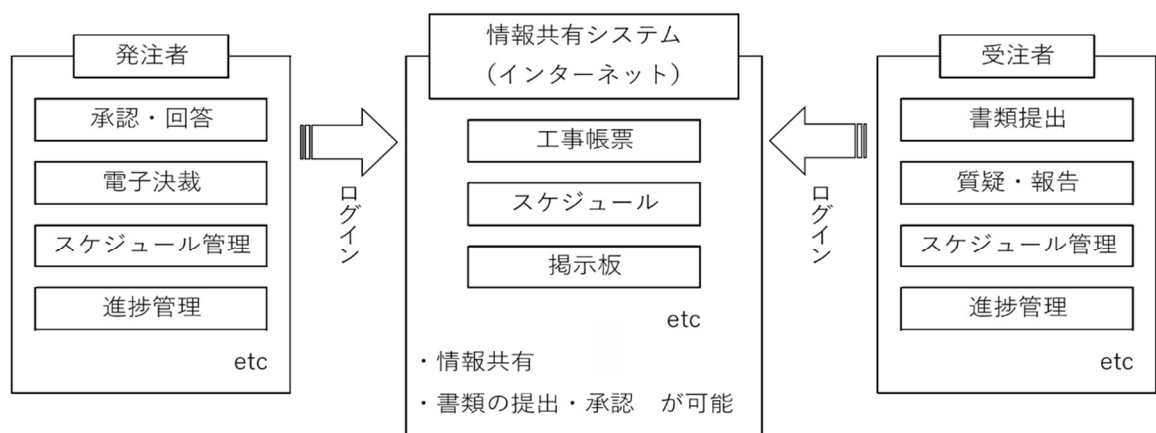 発注者
承認・回答
電子決裁
スケジュール管理
進捗管理
etc
ログイン
情報共有システム
（インターネット）
工事帳票
スケジュール
掲示板
etc
・情報共有
・書類の提出・承認　が可能
ログイン
受注者
書類提出
質疑・報告
スケジュール管理
進捗管理
etc